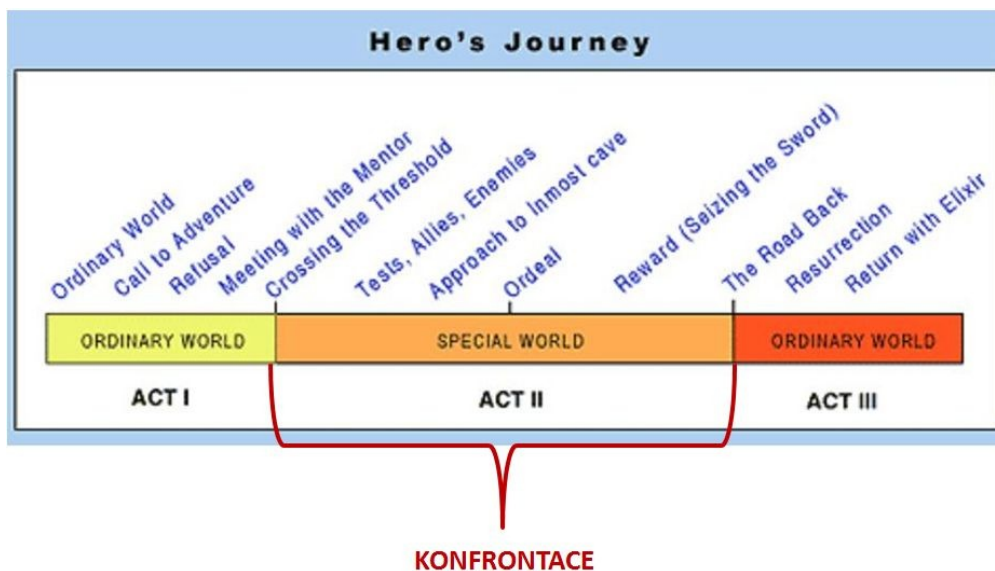 Hero's Journey
Ordinary World
Call to Adventure
Refusal
Meeting with the Mentor
Crossing the Threshold
Tests, Allies, Enemies
Approach to Inmost cave
Ordeal
Reward (Seizing the Sword)
The Road Back
Resurrection
Return with Elixir
ORDINARY WORLD
SPECIAL WORLD
ORDINARY WORLD
ACT I
ACT II
ACT III
KONFRONTACE